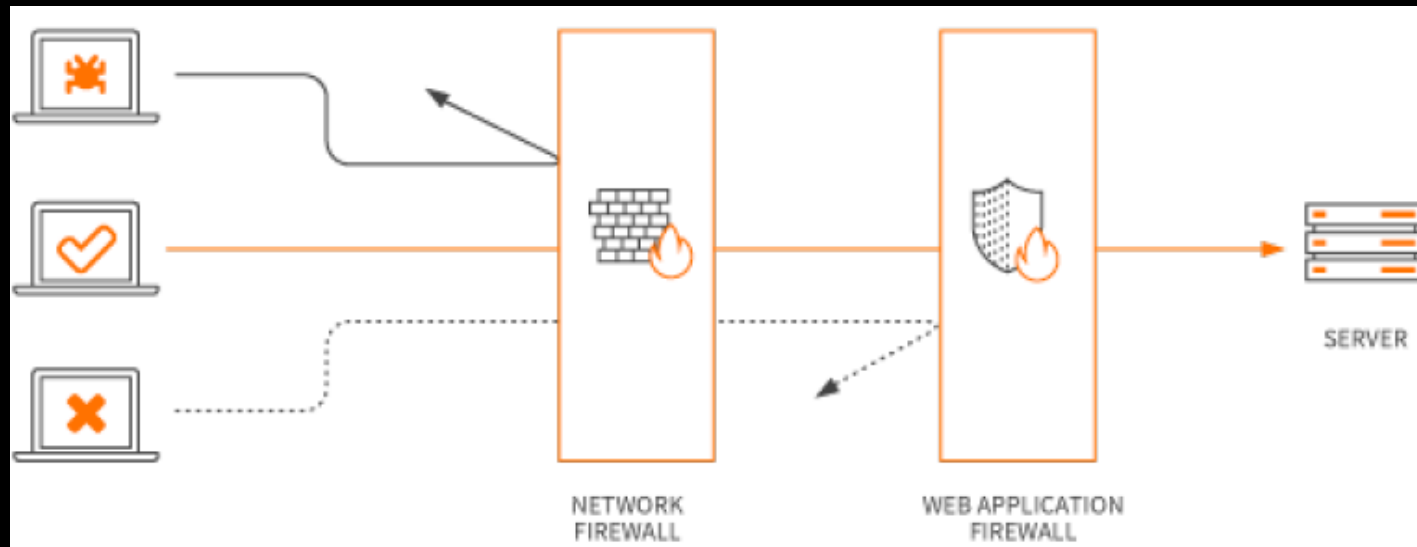 SERVER
NETWORK
FIREWALL
WEB APPLICATION
FIREWALL